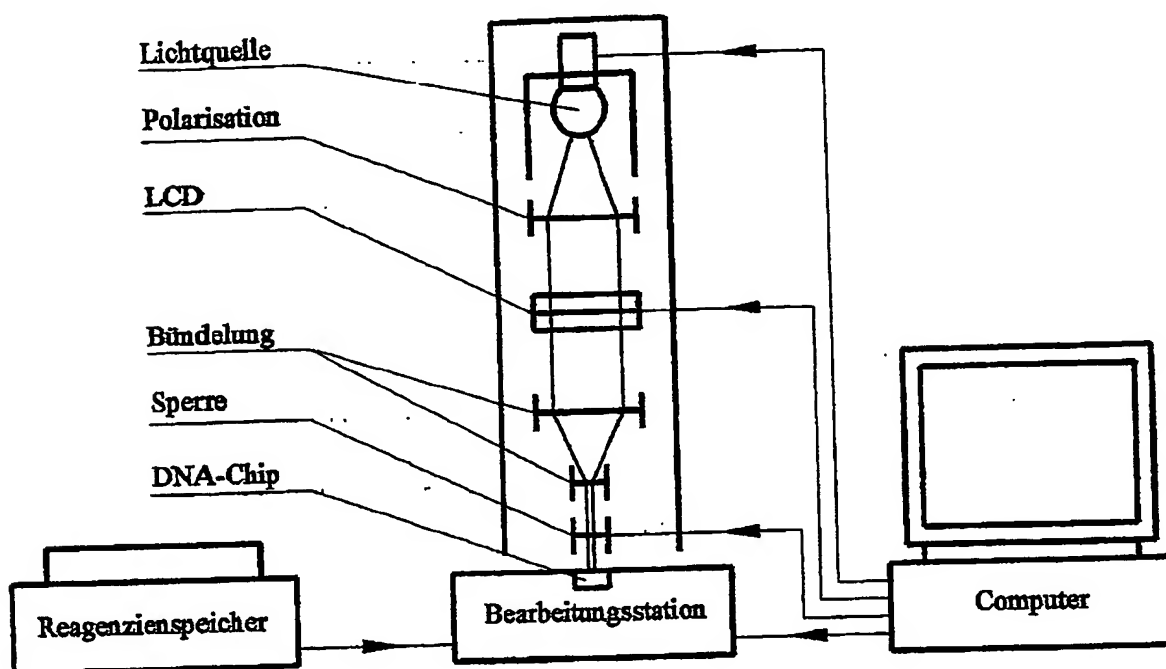 Lichtquelle
Polarisation
LCD
Bündelung
Sperre
DNA-Chip
Reagenzienspeicher
Bearbeitungsstation
Computer